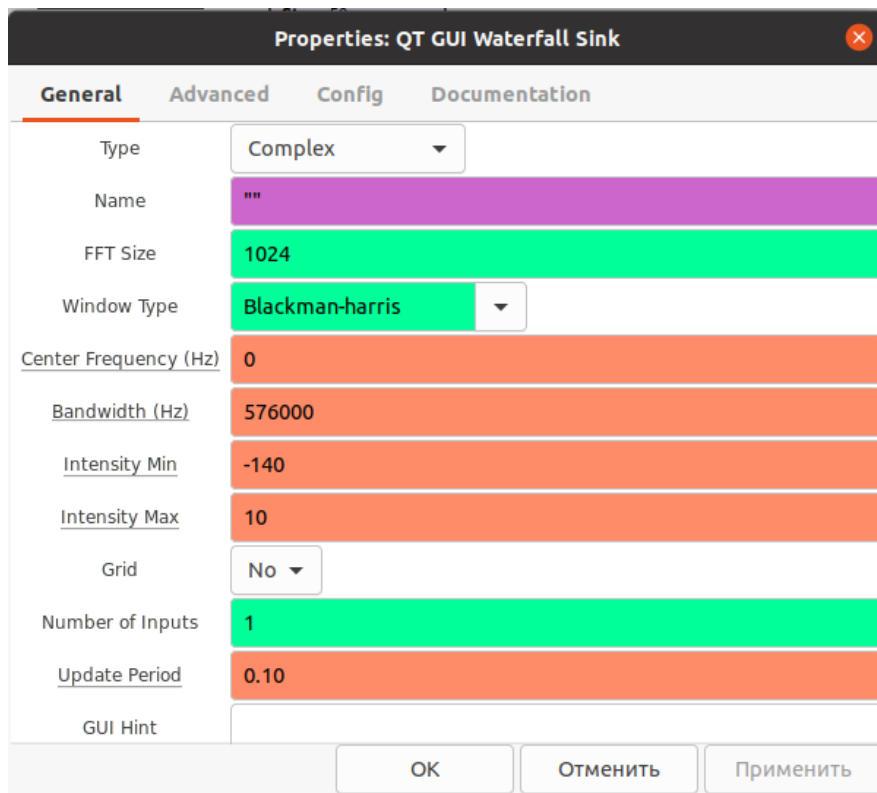 Properties: QT GUI Waterfall Sink
General Advanced Config Documentation
Type Complex
Name ""
FFT Size 1024
Window Type Blackman-harris
Center Frequency (Hz) 0
Bandwidth (Hz) 576000
Intensity Min -140
Intensity Max 10
Grid No
Number of Inputs 1
Update Period 0.10
GUI Hint
OK Отменить Применить